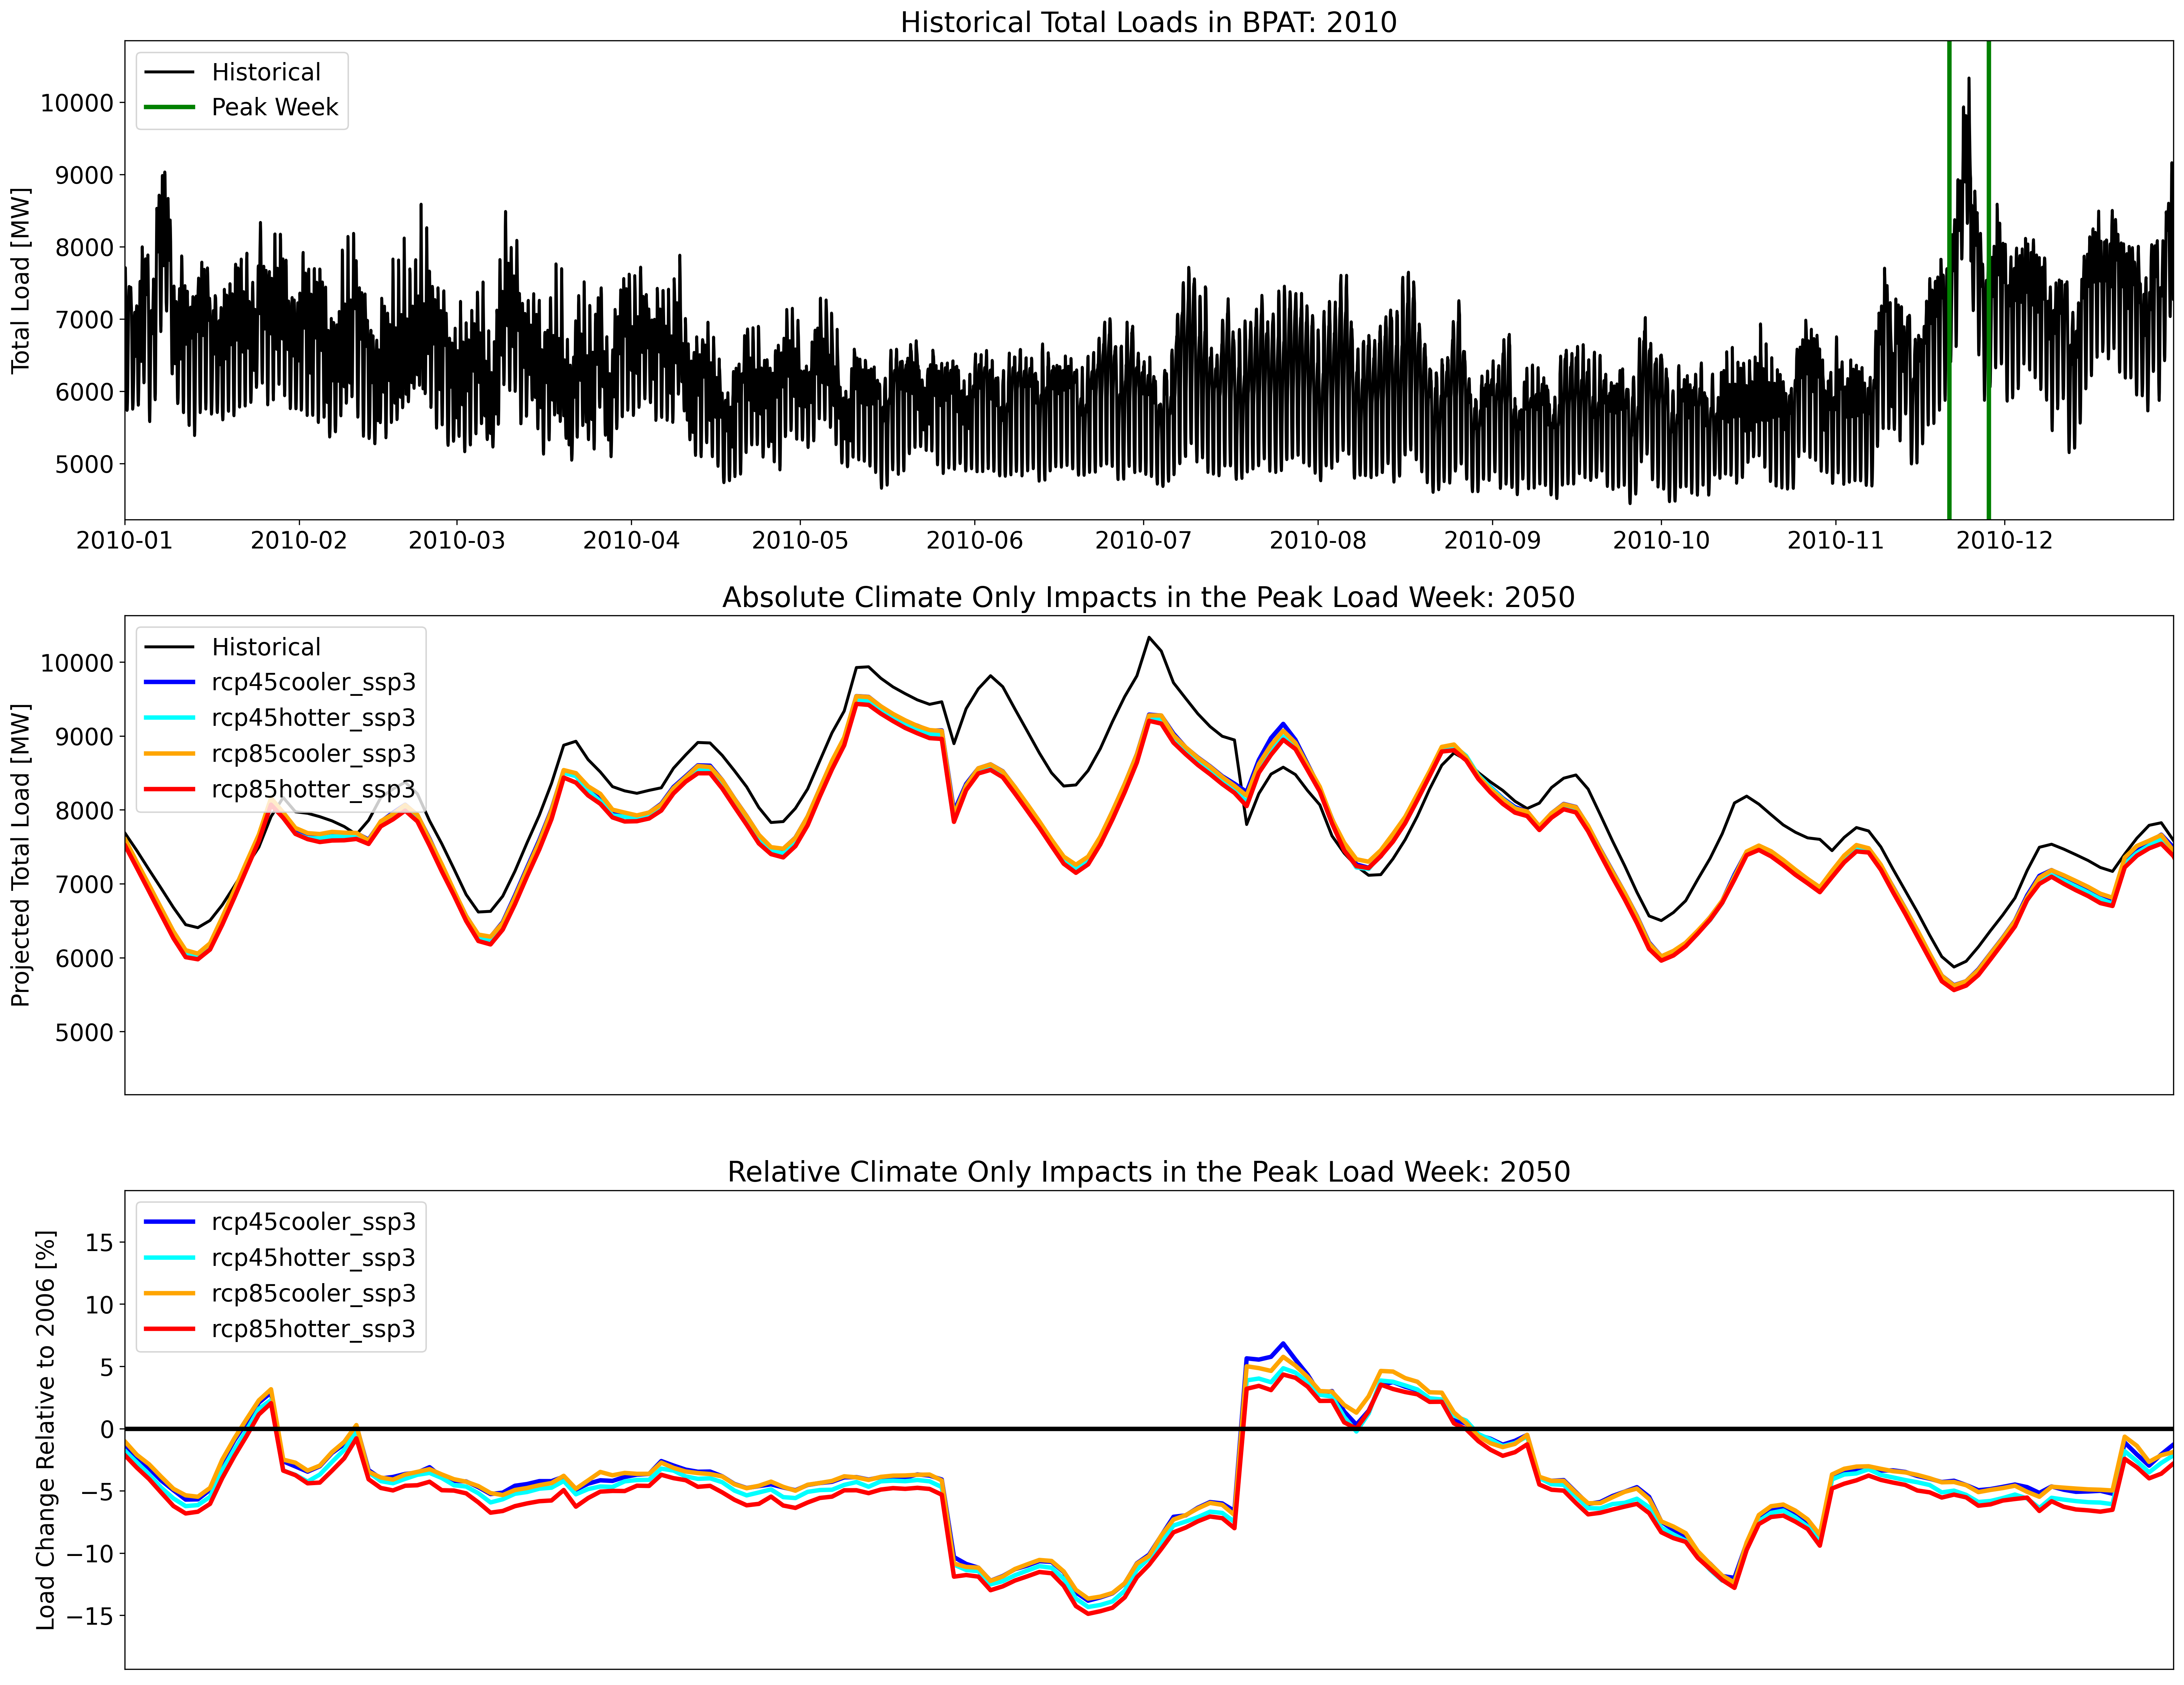 Historical Total Loads in BPAT: 2010
Historical
Peak Week
Total Load [MW]
10000
9000
8000
7000
6000
5000
2010-01 2010-02 2010-03 2010-04 2010-05 2010-06 2010-07 2010-08 2010-09 2010-10 2010-11 2010-12
Absolute Climate Only Impacts in the Peak Load Week: 2050
Historical
rcp45cooler_ssp3
rcp45hotter_ssp3
rcp85cooler_ssp3
rcp85hotter_ssp3
Projected Total Load [MW]
10000
9000
8000
7000
6000
5000
Relative Climate Only Impacts in the Peak Load Week: 2050
rcp45cooler_ssp3
rcp45hotter_ssp3
rcp85cooler_ssp3
rcp85hotter_ssp3
Load Change Relative to 2006 [%]
15
10
5
0
−5
−10
−15